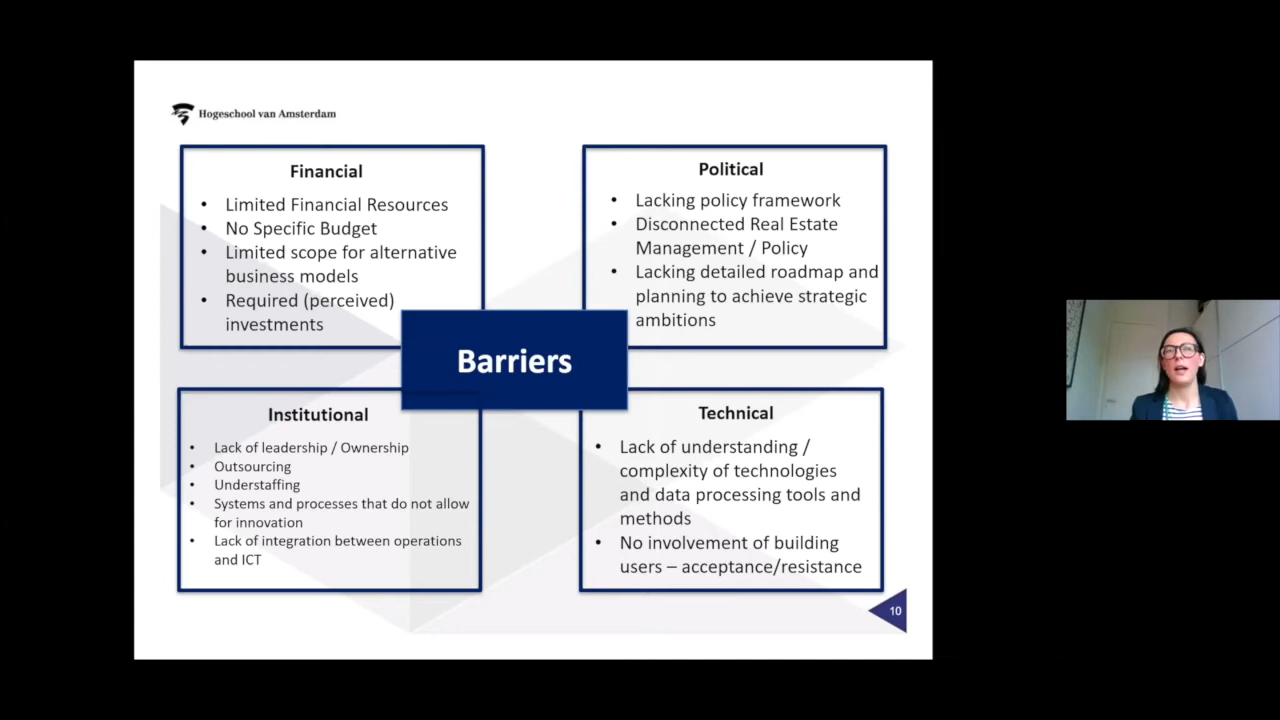 Hogeschool van Amsterdam
Financial
• Limited Financial Resources
• No Specific Budget
• Limited scope for alternative
business models
• Required (perceived)
investments
Political
• Lacking policy framework
• Disconnected Real Estate
Management / Policy
• Lacking detailed roadmap and
planning to achieve strategic
ambitions
Barriers
Institutional
• Lack of leadership / Ownership
• Outsourcing
• Understaffing
• Systems and processes that do not allow
for innovation
• Lack of integration between operations
and ICT
Technical
• Lack of understanding /
complexity of technologies
and data processing tools and
methods
• No involvement of building
users – acceptance/resistance
10